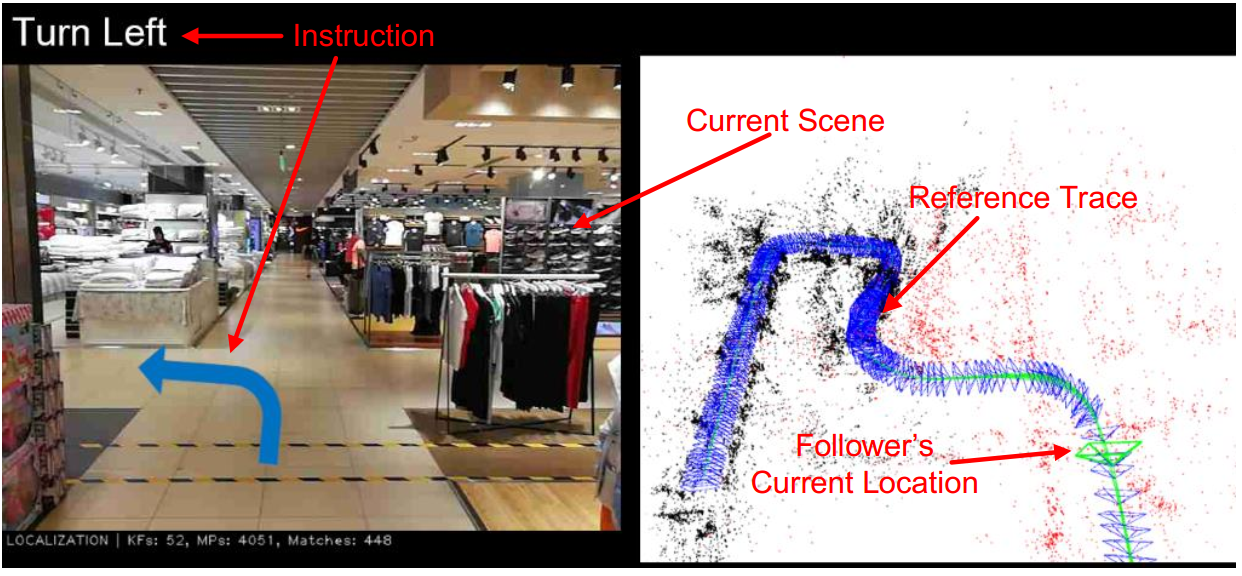 Turn Left
Instruction
Current Scene
Reference Trace
Follower's
Current Location
LOCALIZATION | KFs: 52, MPs: 4051, Matches: 448